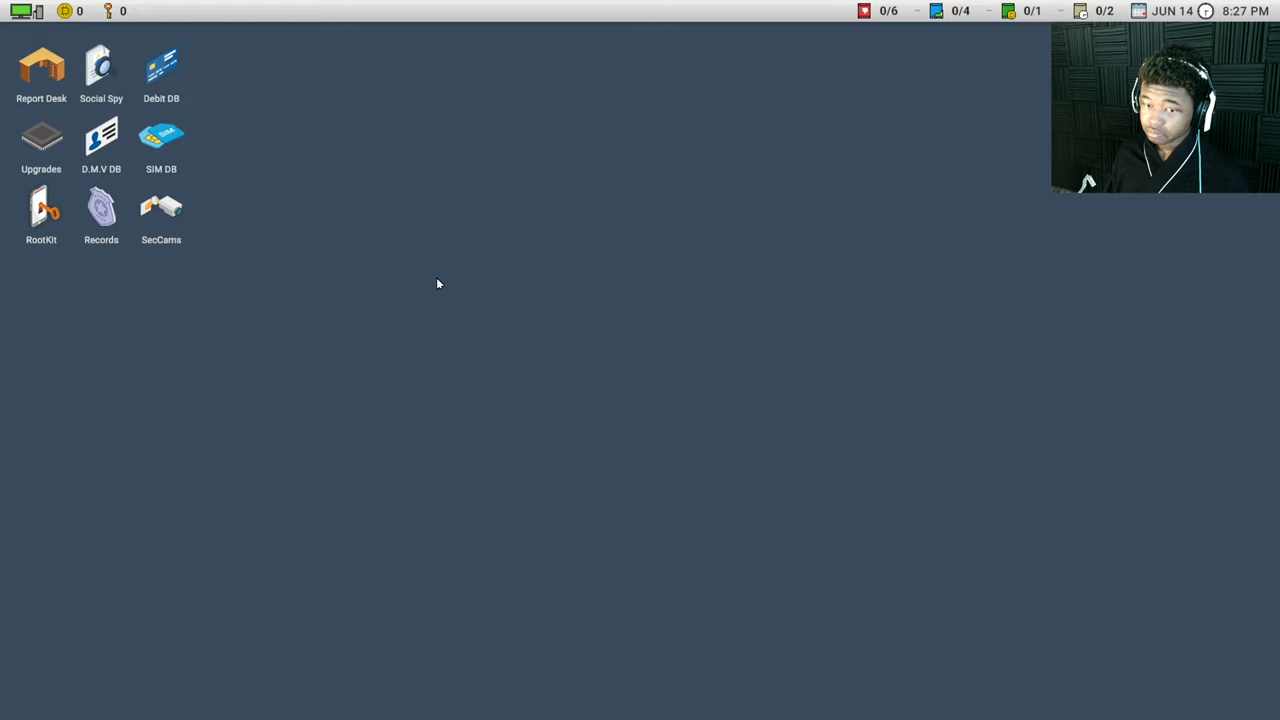 0 0 0/6 0/4 0/1 0/2 JUN 14 8:27 PM
Report Desk Social Spy Debit DB
Upgrades D.M.V DB SIM DB
RootKit Records SecCams